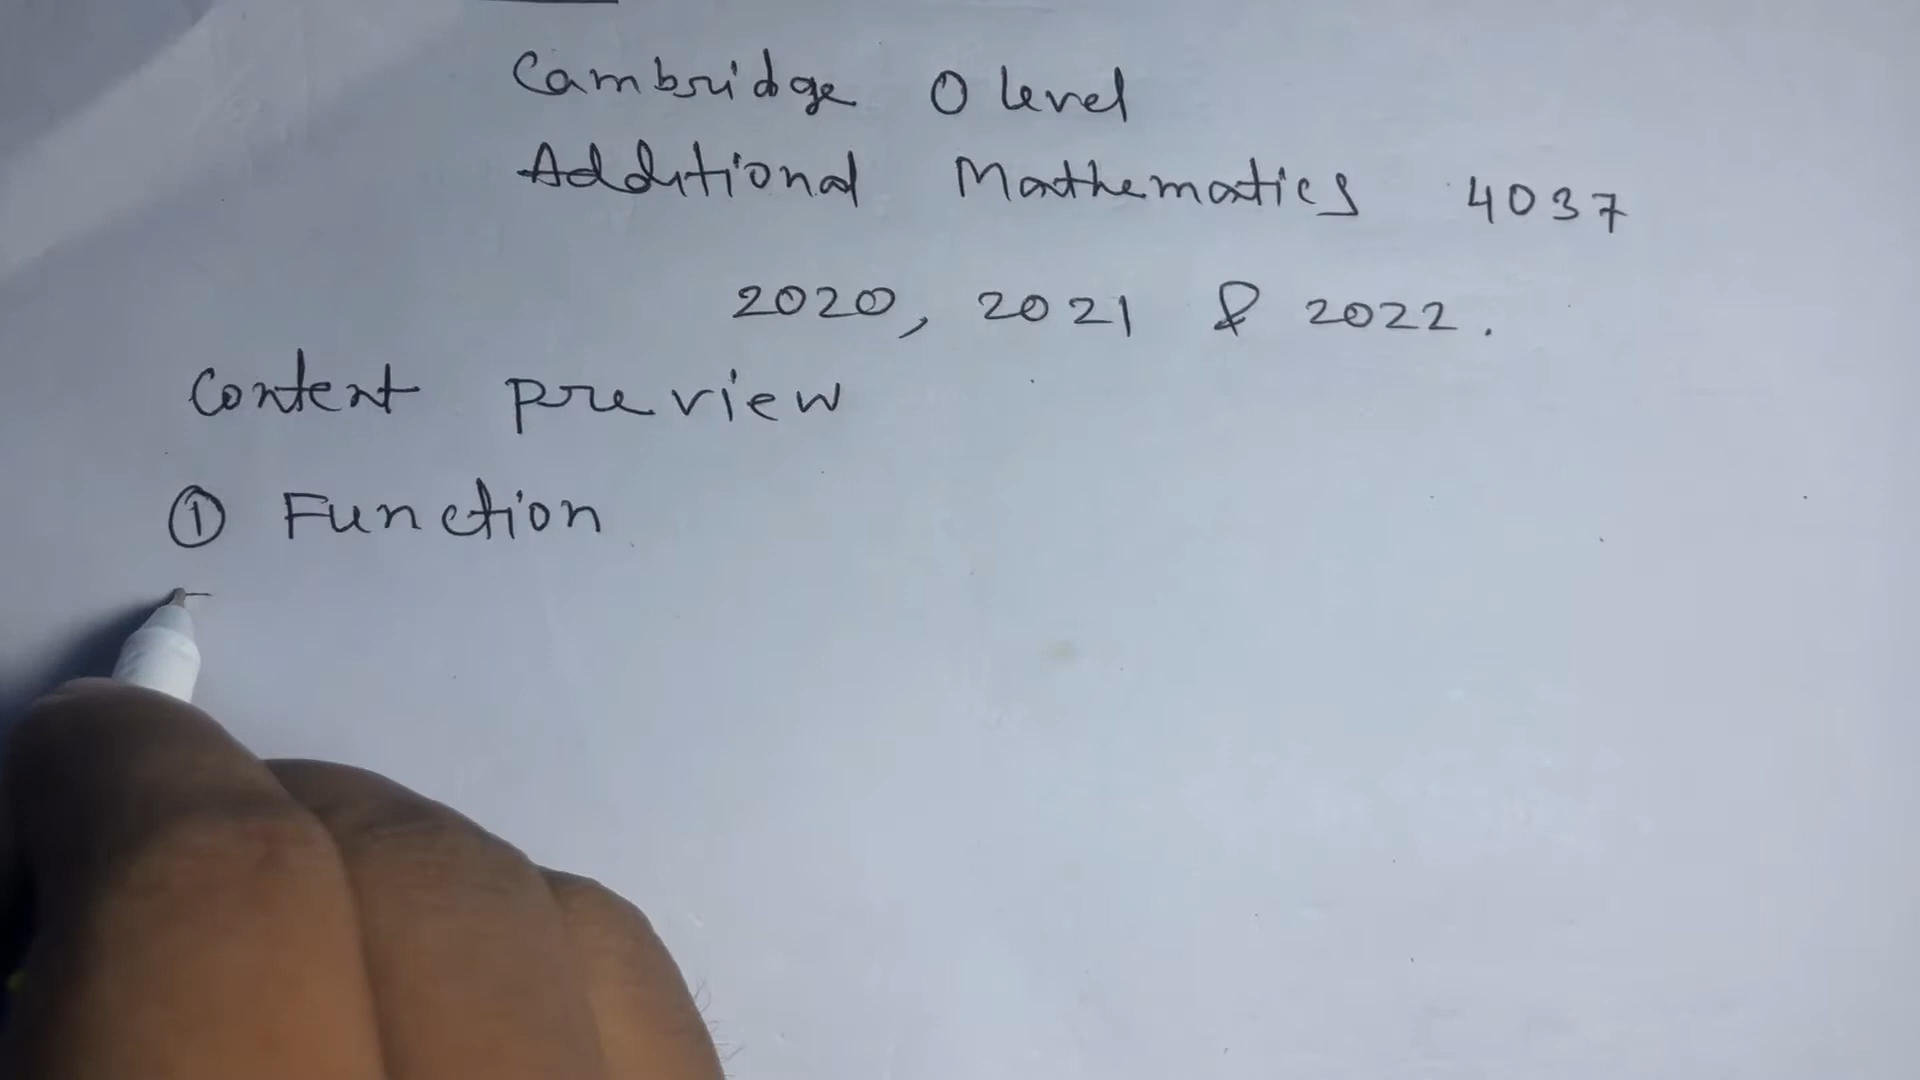 Cambridge O level
Additional Mathematics 4037
2020, 2021 & 2022.
Content preview
① Function